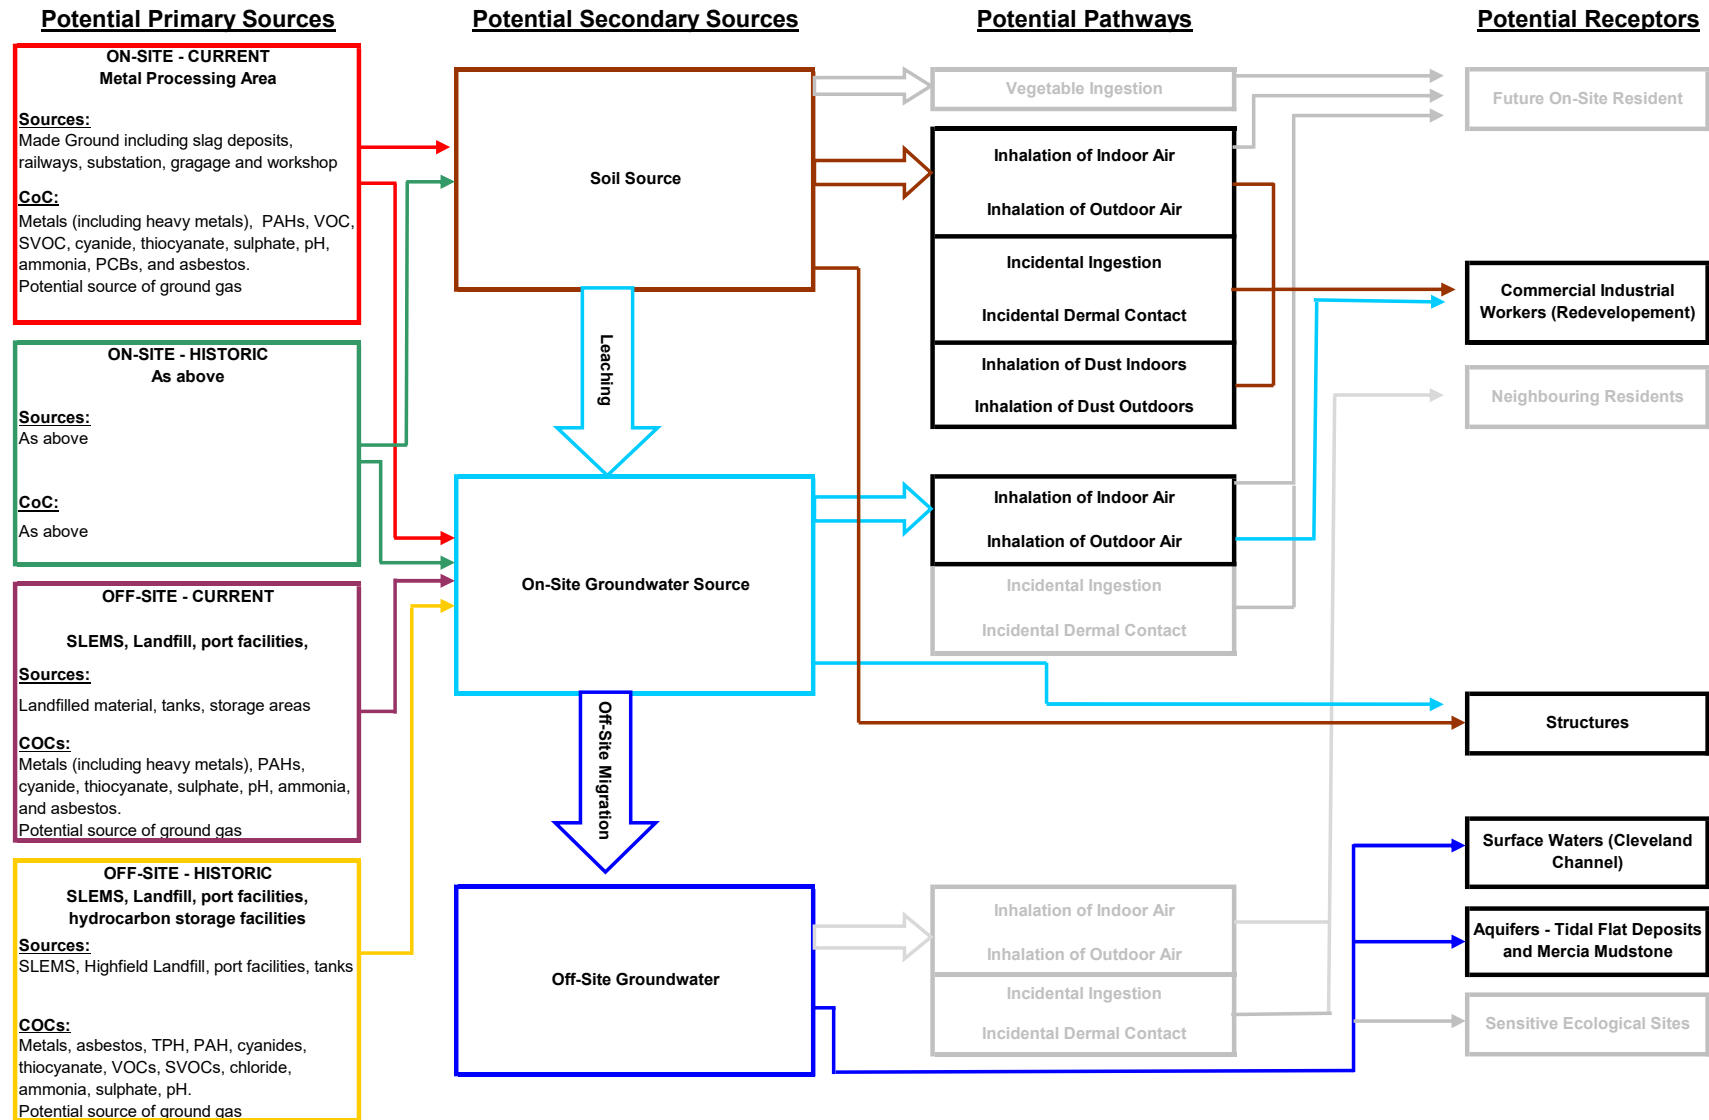 Potential Primary Sources
Potential Secondary Sources
Potential Pathways
Potential Receptors
ON-SITE - CURRENT
Metal Processing Area
Sources:
Made Ground including slag deposits,
railways, substation, gragage and workshop
CoC:
Metals (including heavy metals), PAHs, VOC,
SVOC, cyanide, thiocyanate, sulphate, pH,
ammonia, PCBs, and asbestos.
Potential source of ground gas
ON-SITE - HISTORIC
As above
Sources:
As above
CoC:
As above
OFF-SITE - CURRENT
SLEMS, Landfill, port facilities,
Sources:
Landfilled material, tanks, storage areas
COCs:
Metals (including heavy metals), PAHs,
cyanide, thiocyanate, sulphate, pH, ammonia,
and asbestos.
Potential source of ground gas
OFF-SITE - HISTORIC
SLEMS, Landfill, port facilities,
hydrocarbon storage facilities
Sources:
SLEMS, Highfield Landfill, port facilities, tanks
COCs:
Metals, asbestos, TPH, PAH, cyanides,
thiocyanate, VOCs, SVOCs, chloride,
ammonia, sulphate, pH.
Potential source of ground gas
Soil Source
Leaching
On-Site Groundwater Source
Off-Site Migration
Off-Site Groundwater
Vegetable Ingestion
Inhalation of Indoor Air
Inhalation of Outdoor Air
Incidental Ingestion
Incidental Dermal Contact
Inhalation of Dust Indoors
Inhalation of Dust Outdoors
Inhalation of Indoor Air
Inhalation of Outdoor Air
Incidental Ingestion
Incidental Dermal Contact
Inhalation of Indoor Air
Inhalation of Outdoor Air
Incidental Ingestion
Incidental Dermal Contact
Future On-Site Resident
Commercial Industrial
Workers (Redevelopement)
Neighbouring Residents
Structures
Surface Waters (Cleveland
Channel)
Aquifers - Tidal Flat Deposits
and Mercia Mudstone
Sensitive Ecological Sites